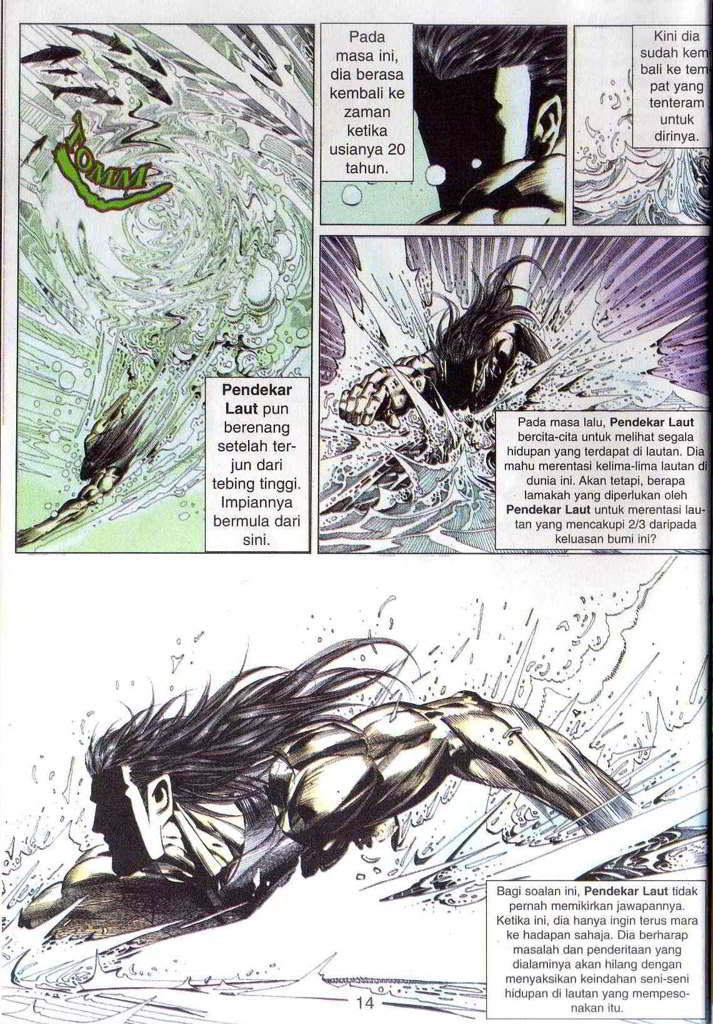 TOMM
Pendekar
Laut pun
berenang
setelah ter-
jun dari
tebing tinggi.
Impiannya
bermula dari
sini.
Pada
masa ini,
dia berasa
kembali ke
zaman
ketika
usianya 20
tahun.
Kini dia
sudah kem
bali ke tem
pat yang
tenteram
untuk
dirinya.
Pada masa lalu, Pendekar Laut
bercita-cita untuk melihat segala
hidupan yang terdapat di lautan. Dia
mahu merentasi kelima-lima lautan di
dunia ini. Akan tetapi, berapa
lamakah yang diperlukan oleh
Pendekar Laut untuk merentasi lau-
tan yang mencakupi 2/3 daripada
keluasan bumi ini?
Bagi soalan ini, Pendekar Laut tidak
pernah memikirkan jawapannya.
Ketika ini, dia hanya ingin terus mara
ke hadapan sahaja. Dia berharap
masalah dan penderitaan yang
dialaminya akan hilang dengan
menyaksikan keindahan seni-seni
hidupan di lautan yang mempeso-
nakan itu.
14